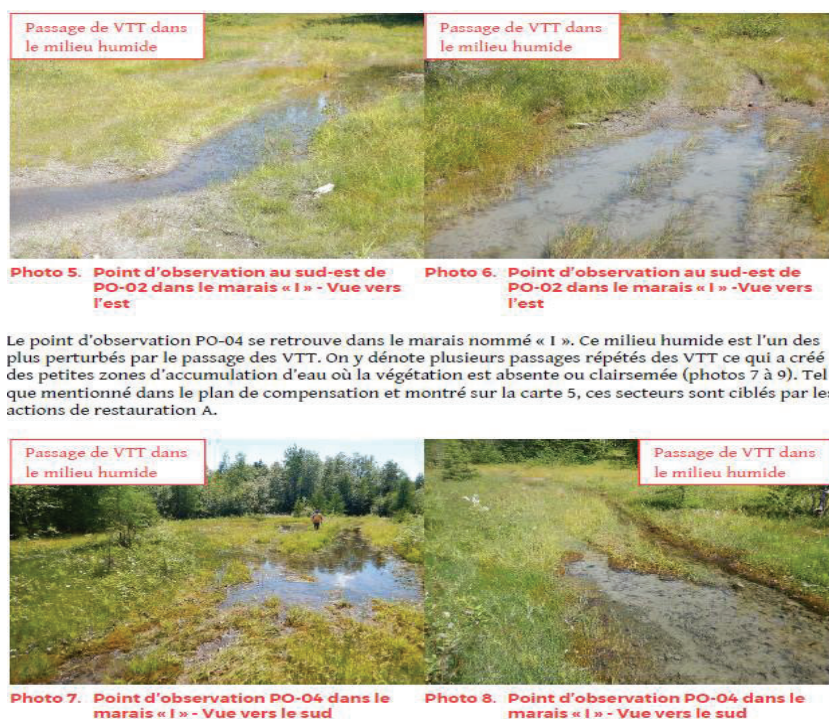 Passage de VTT dans
le milieu humide
Passage de VTT dans
le milieu humide
Photo 5. Point d'observation au sud-est de
PO-02 dans le marais « I » - Vue vers
l'est
Photo 6. Point d'observation au sud-est de
PO-02 dans le marais « I » -Vue vers
l'est
Le point d'observation PO-04 se retrouve dans le marais nommé « I ». Ce milieu humide est l'un des
plus perturbés par le passage des VTT. On y dénote plusieurs passages répétés des VTT ce qui a créé
des petites zones d'accumulation d'eau où la végétation est absente ou clairsemée (photos 7 à 9). Tel
que mentionné dans le plan de compensation et montré sur la carte 5, ces secteurs sont ciblés par les
actions de restauration A.
Passage de VTT dans
le milieu humide
Passage de VTT dans
le milieu humide
Photo 7. Point d'observation PO-04 dans le
marais « I » - Vue vers le sud
Photo 8. Point d'observation PO-04 dans le
marais « I » - Vue vers le sud